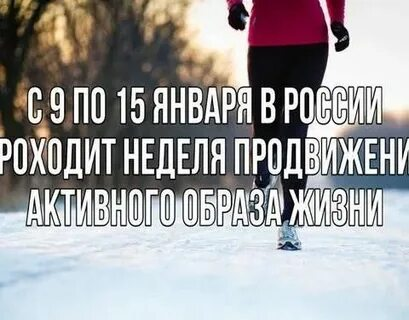 С 9 ПО 15 ЯНВАРЯ В РОССИИ
РОХОДИТ НЕДЕЛЯ ПРОДВИЖЕНИ
АКТИВНОГО ОБРАЗА ЖИЗНИ